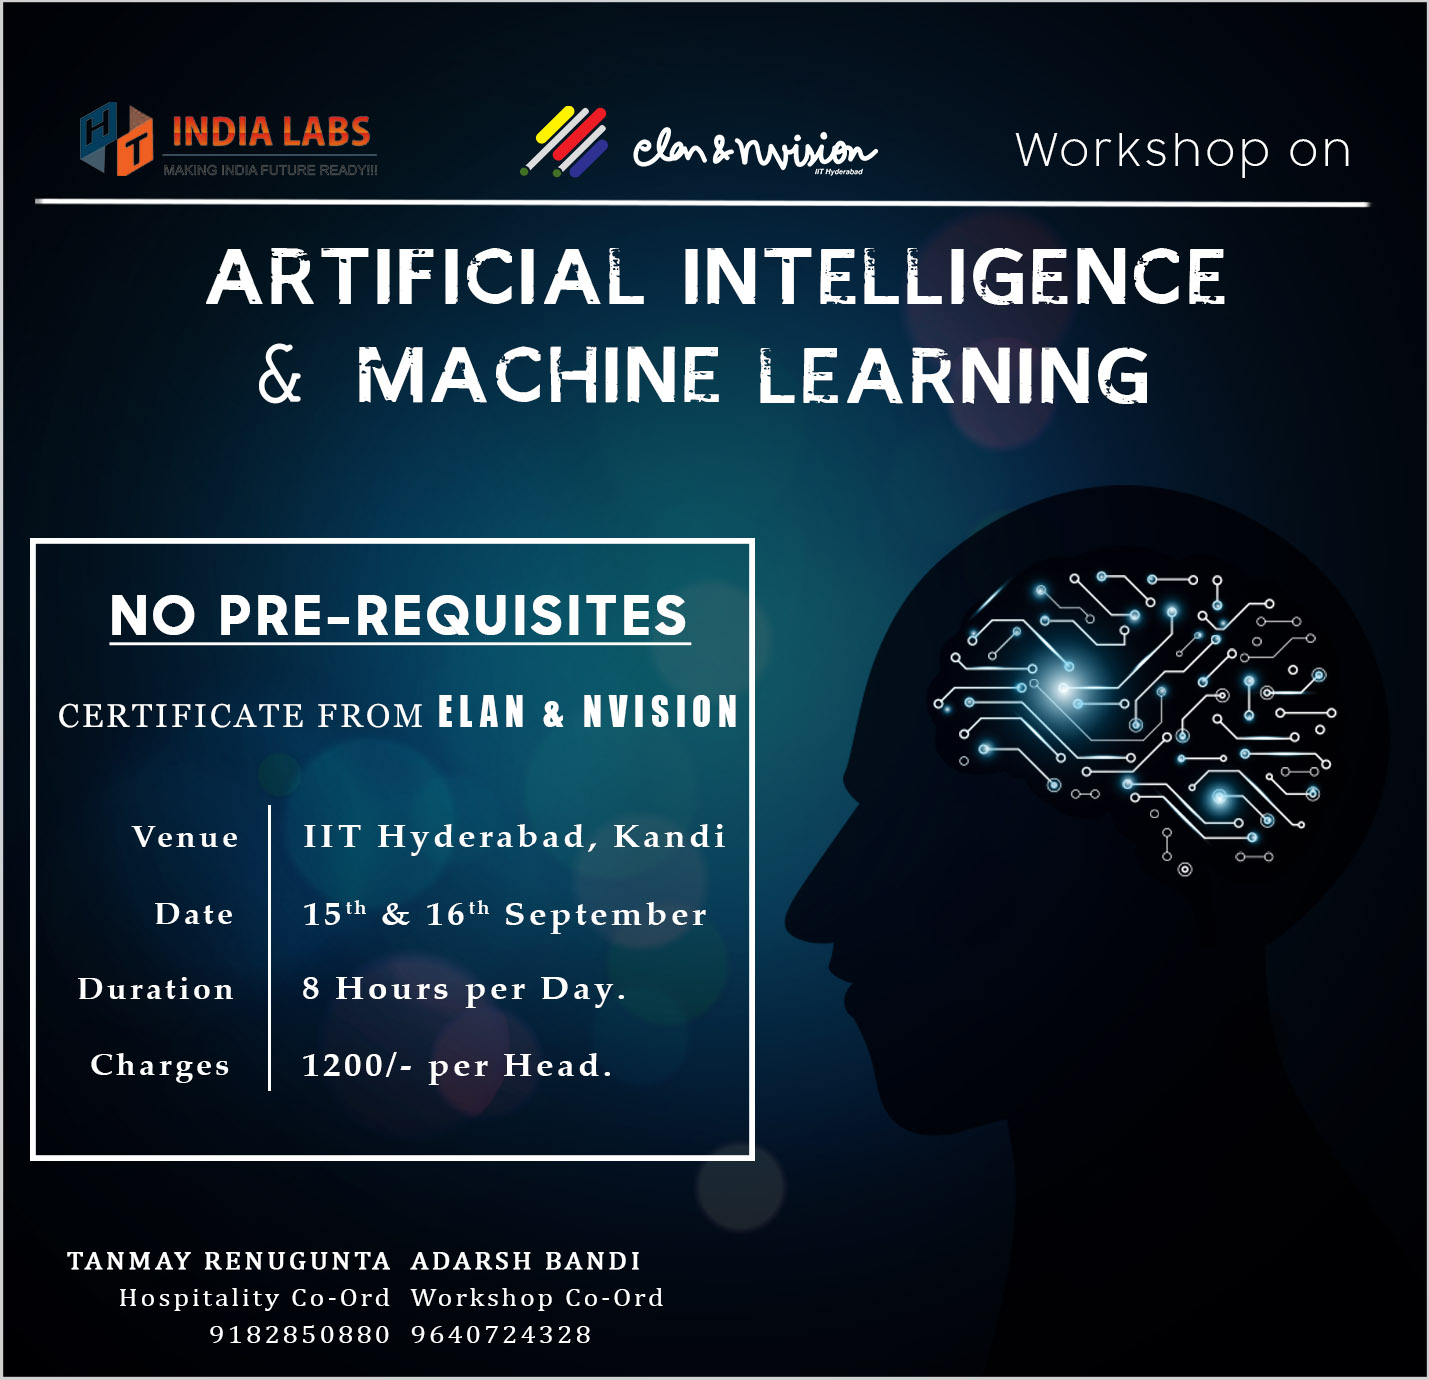 HT INDIA LABS
MAKING INDIA FUTURE READY!!!
elan & nvision
IIT Hyderabad
Workshop on
ARTIFICIAL INTELLIGENCE
& MACHINE LEARNING
NO PRE-REQUISITES
CERTIFICATE FROM ELAN & NVISION
Venue IIT Hyderabad, Kandi
Date 15th & 16th September
Duration 8 Hours per Day.
Charges 1200/- per Head.
TANMAY RENUGUNTA ADARSH BANDI
Hospitality Co-Ord Workshop Co-Ord
9182850880 9640724328